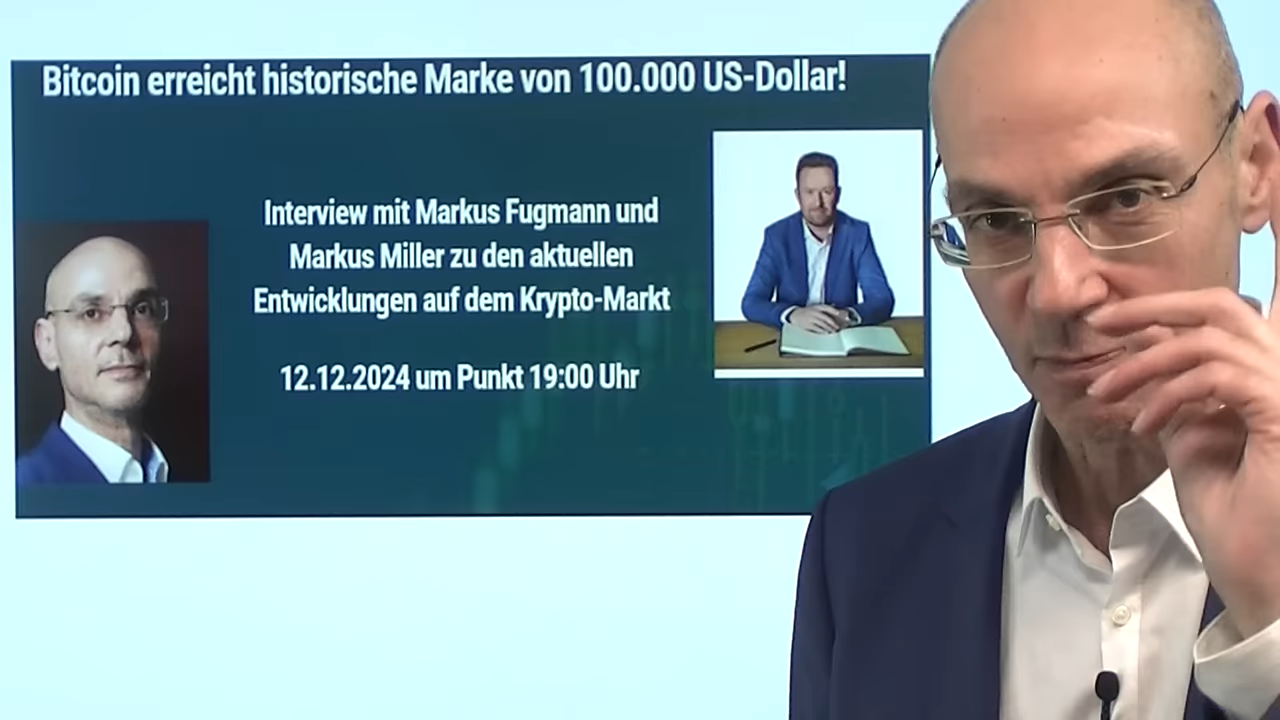 Bitcoin erreicht historische Marke von 100.000 US-Dollar!
Interview mit Markus Fugmann und
Markus Miller zu den aktuellen
Entwicklungen auf dem Krypto-Markt
12.12.2024 um Punkt 19:00 Uhr